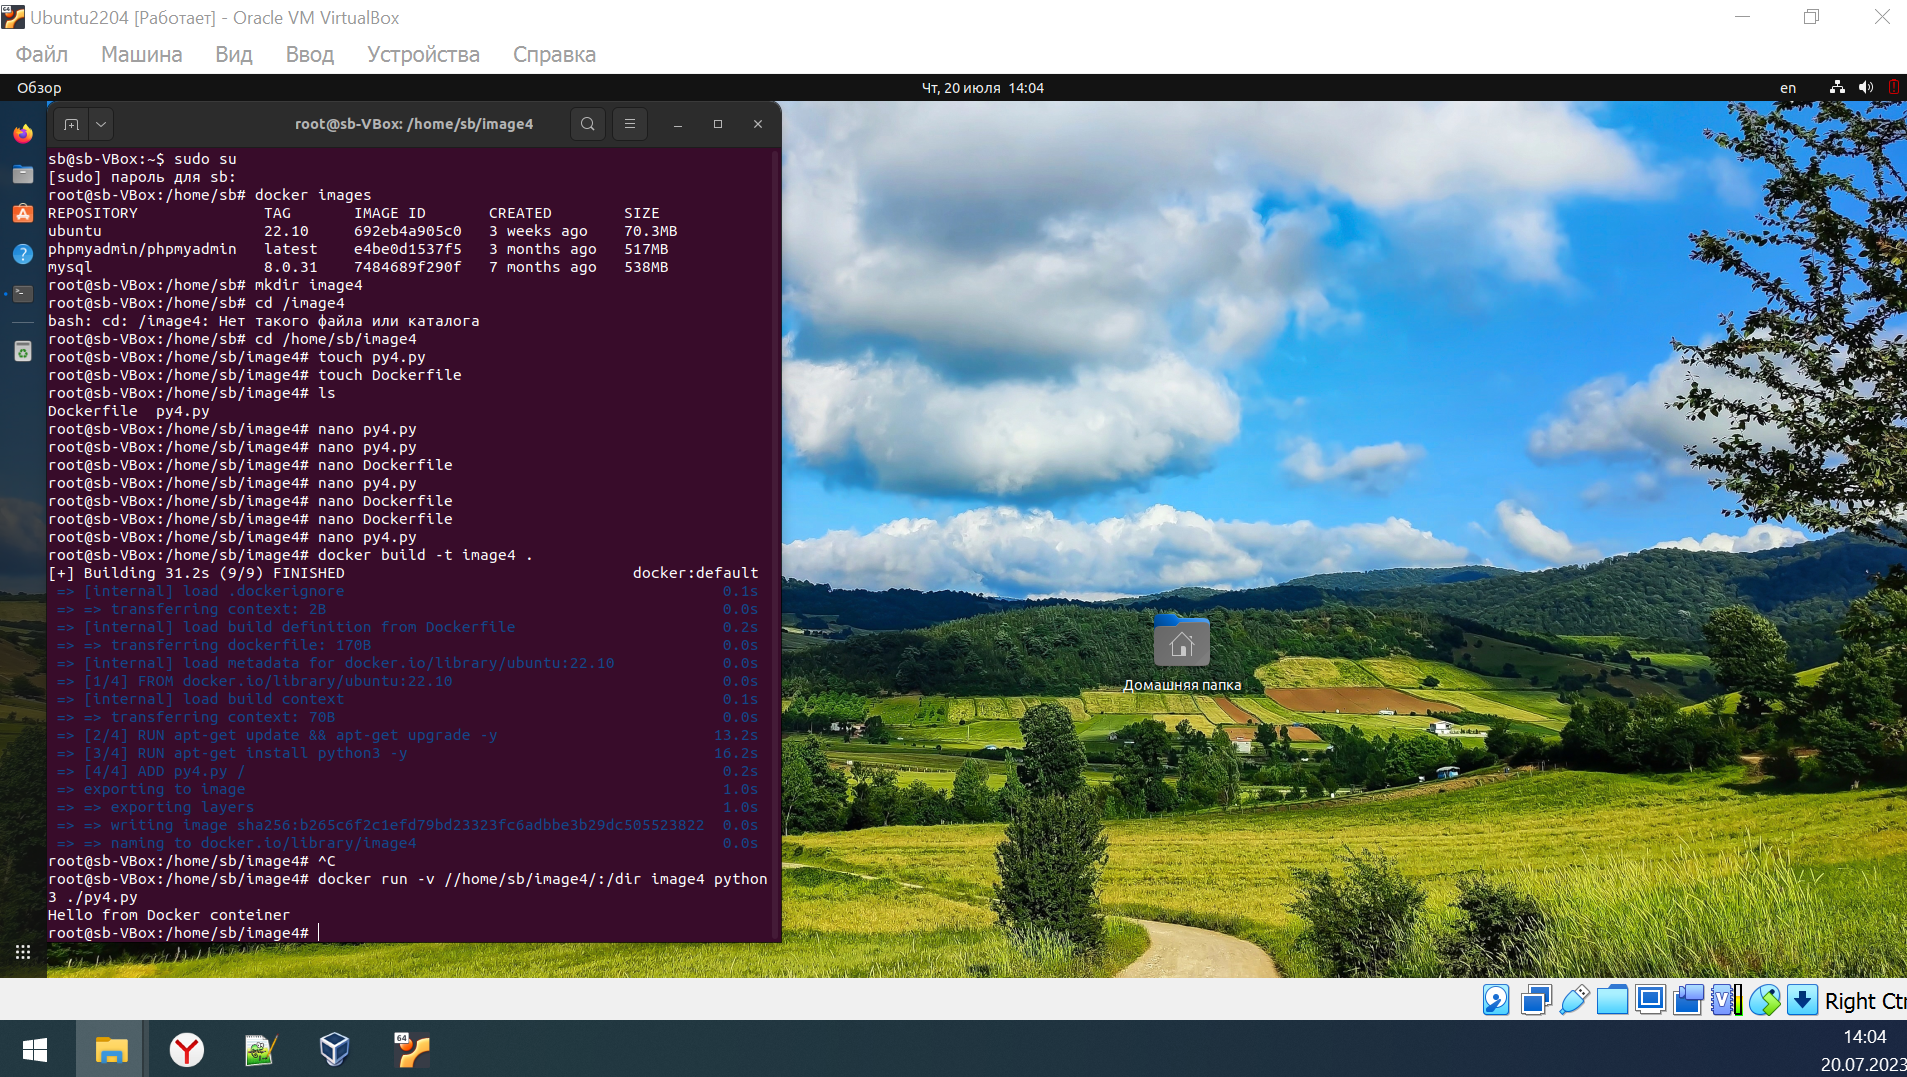 Ubuntu2204 [Работает] - Oracle VM VirtualBox
Файл Машина Вид Ввод Устройства Справка
Обзор Чт, 20 июля 14:04 en
root@sb-VBox: /home/sb/image4
sb@sb-VBox:~$ sudo su
[sudo] пароль для sb:
root@sb-VBox:/home/sb# docker images
REPOSITORY TAG IMAGE ID CREATED SIZE
ubuntu 22.10 692eb4a905c0 3 weeks ago 70.3MB
phpmyadmin/phpmyadmin latest e4be0d1537f5 3 months ago 517MB
mysql 8.0.31 7484689f290f 7 months ago 538MB
root@sb-VBox:/home/sb# mkdir image4
root@sb-VBox:/home/sb# cd /image4
bash: cd: /image4: Нет такого файла или каталога
root@sb-VBox:/home/sb# cd /home/sb/image4
root@sb-VBox:/home/sb/image4# touch py4.py
root@sb-VBox:/home/sb/image4# touch Dockerfile
root@sb-VBox:/home/sb/image4# ls
Dockerfile py4.py
root@sb-VBox:/home/sb/image4# nano py4.py
root@sb-VBox:/home/sb/image4# nano py4.py
root@sb-VBox:/home/sb/image4# nano Dockerfile
root@sb-VBox:/home/sb/image4# nano py4.py
root@sb-VBox:/home/sb/image4# nano Dockerfile
root@sb-VBox:/home/sb/image4# nano Dockerfile
root@sb-VBox:/home/sb/image4# nano py4.py
root@sb-VBox:/home/sb/image4# docker build -t image4 .
[+] Building 31.2s (9/9) FINISHED docker:default
=> [internal] load .dockerignore 0.1s
=> => transferring context: 2B 0.0s
=> [internal] load build definition from Dockerfile 0.2s
=> => transferring dockerfile: 170B 0.0s
=> [internal] load metadata for docker.io/library/ubuntu:22.10 0.0s
=> [1/4] FROM docker.io/library/ubuntu:22.10 0.0s
=> [internal] load build context 0.1s
=> => transferring context: 70B 0.0s
=> [2/4] RUN apt-get update && apt-get upgrade -y 13.2s
=> [3/4] RUN apt-get install python3 -y 16.2s
=> [4/4] ADD py4.py / 0.2s
=> exporting to image 1.0s
=> => exporting layers 1.0s
=> => writing image sha256:b265c6f2c1efd79bd23323fc6adbbe3b29dc505523822 0.0s
=> => naming to docker.io/library/image4 0.0s
root@sb-VBox:/home/sb/image4# ^C
root@sb-VBox:/home/sb/image4# docker run -v //home/sb/image4/:/dir image4 python
3 ./py4.py
Hello from Docker conteiner
root@sb-VBox:/home/sb/image4#
Домашняя папка
Right Ctr
64
14:04
20.07.2023